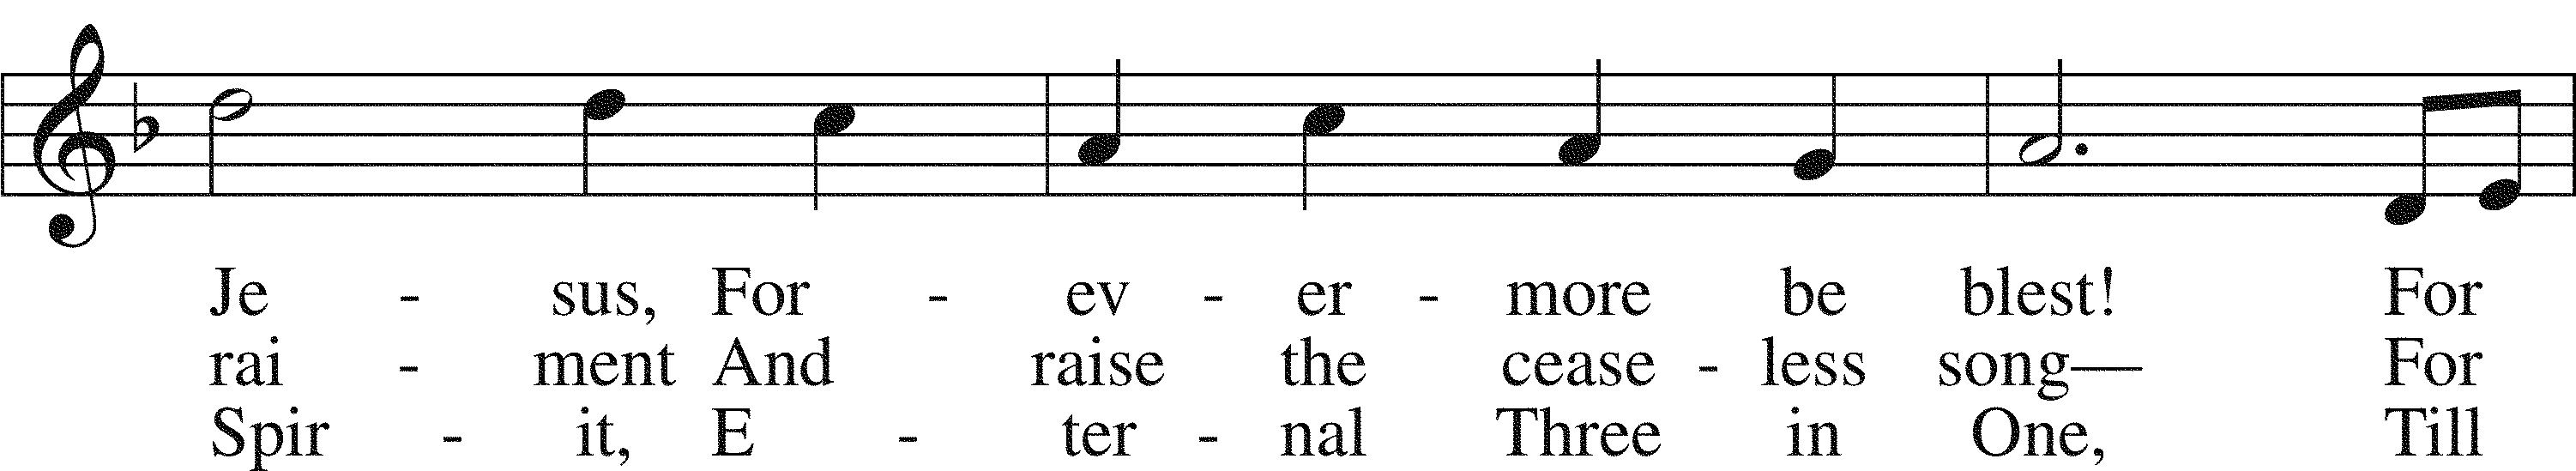 Je - sus, For - ev - er - more be blest! For
rai - ment And raise the cease - less song— For
Spir - it, E - ter - nal Three in One, Till